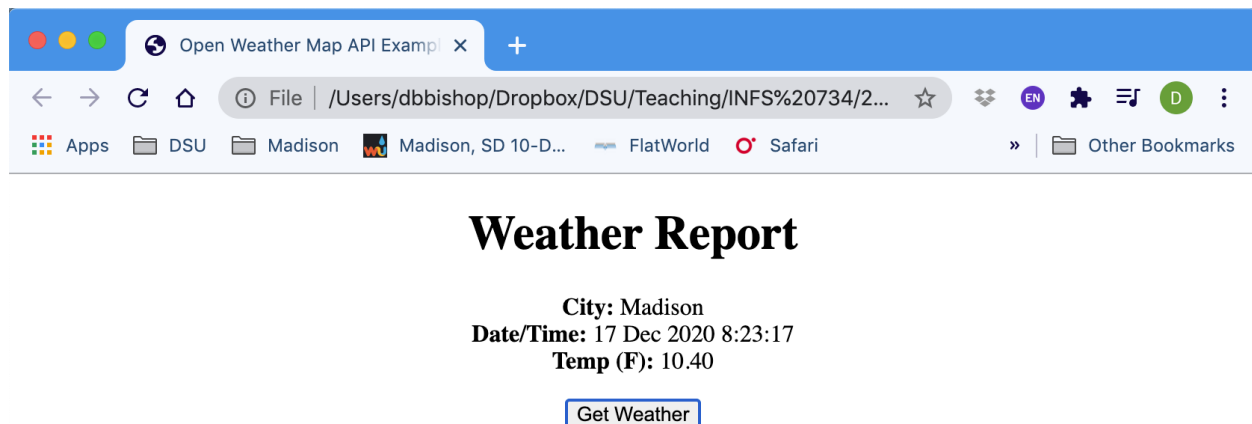 Open Weather Map API Exampl
File /Users/dbbishop/Dropbox/DSU/Teaching/INFS%20734/2... EN D
Apps DSU Madison wu Madison, SD 10-D... FlatWorld Safari » Other Bookmarks
Weather Report
City: Madison
Date/Time: 17 Dec 2020 8:23:17
Temp (F): 10.40
Get Weather